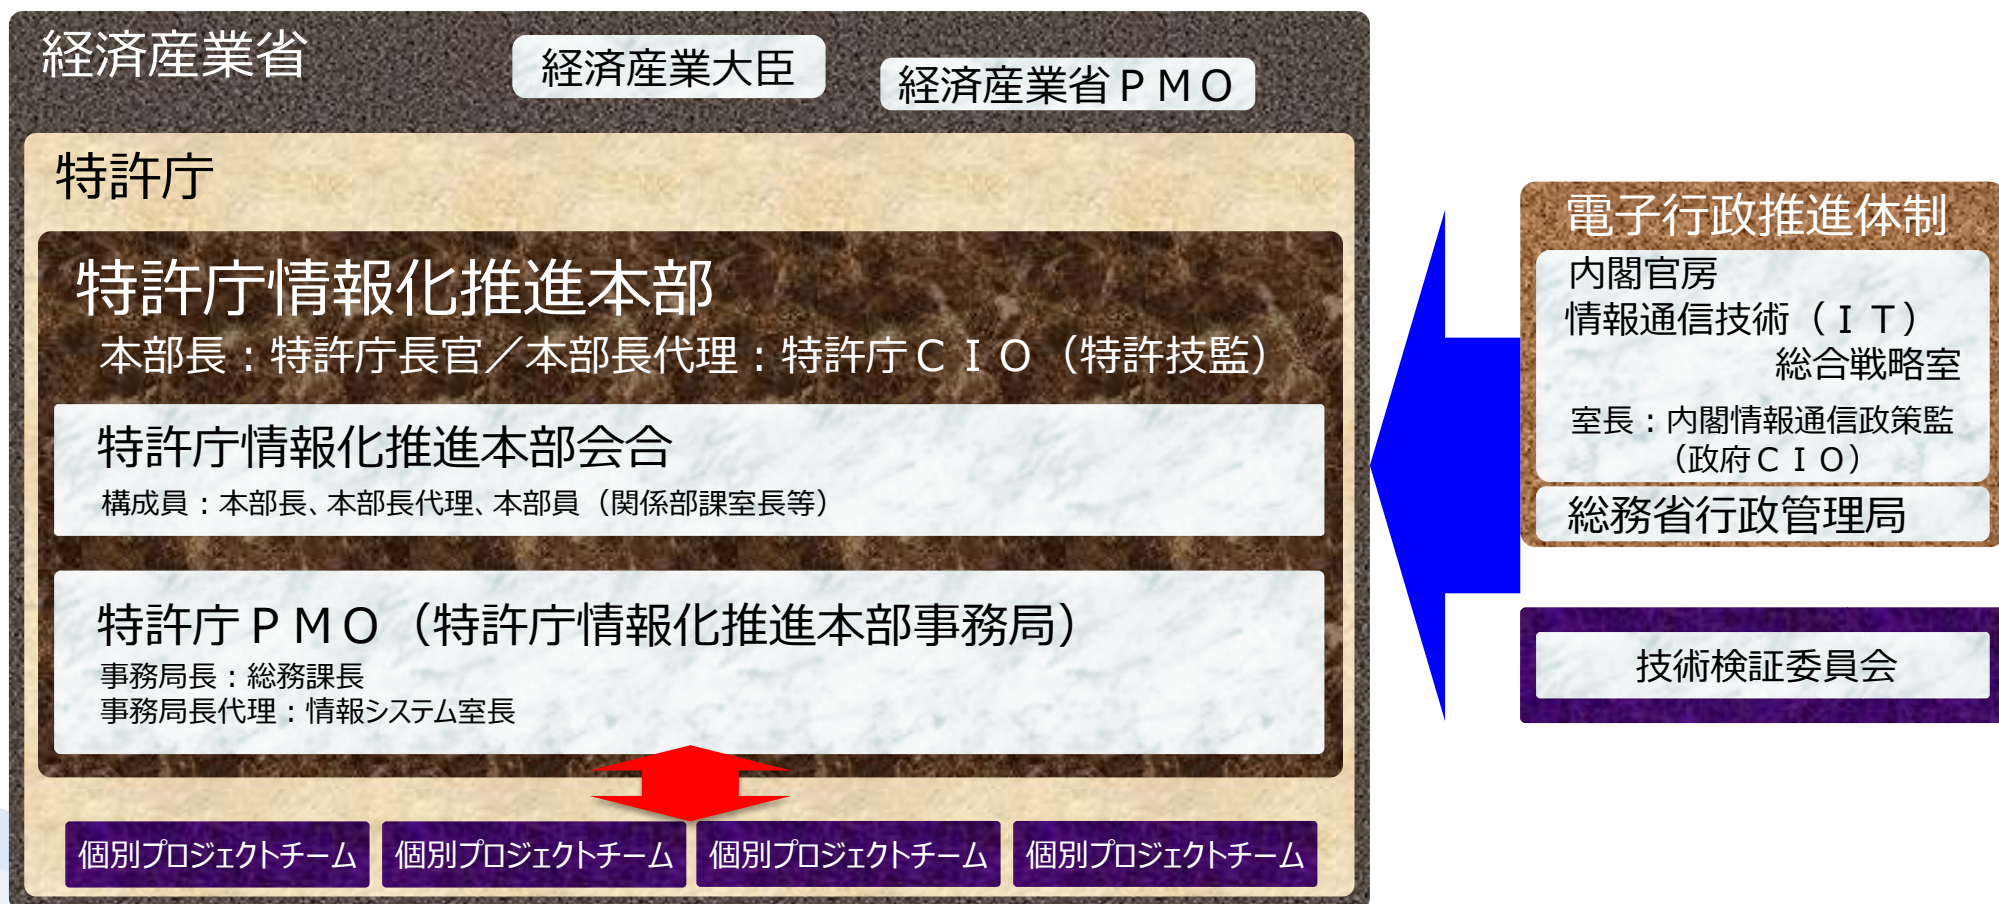 経済産業省
経済産業大臣
経済産業省ＰＭＯ
特許庁
特許庁情報化推進本部
本部長：特許庁長官／本部長代理：特許庁ＣＩＯ（特許技監）
特許庁情報化推進本部会合
構成員：本部長、本部長代理、本部員（関係部課室長等）
特許庁ＰＭＯ（特許庁情報化推進本部事務局）
事務局長：総務課長
事務局長代理：情報システム室長
個別プロジェクトチーム
個別プロジェクトチーム
個別プロジェクトチーム
個別プロジェクトチーム
電子行政推進体制
内閣官房
情報通信技術（ＩＴ）
総合戦略室
室長：内閣情報通信政策監
（政府ＣＩＯ）
総務省行政管理局
技術検証委員会